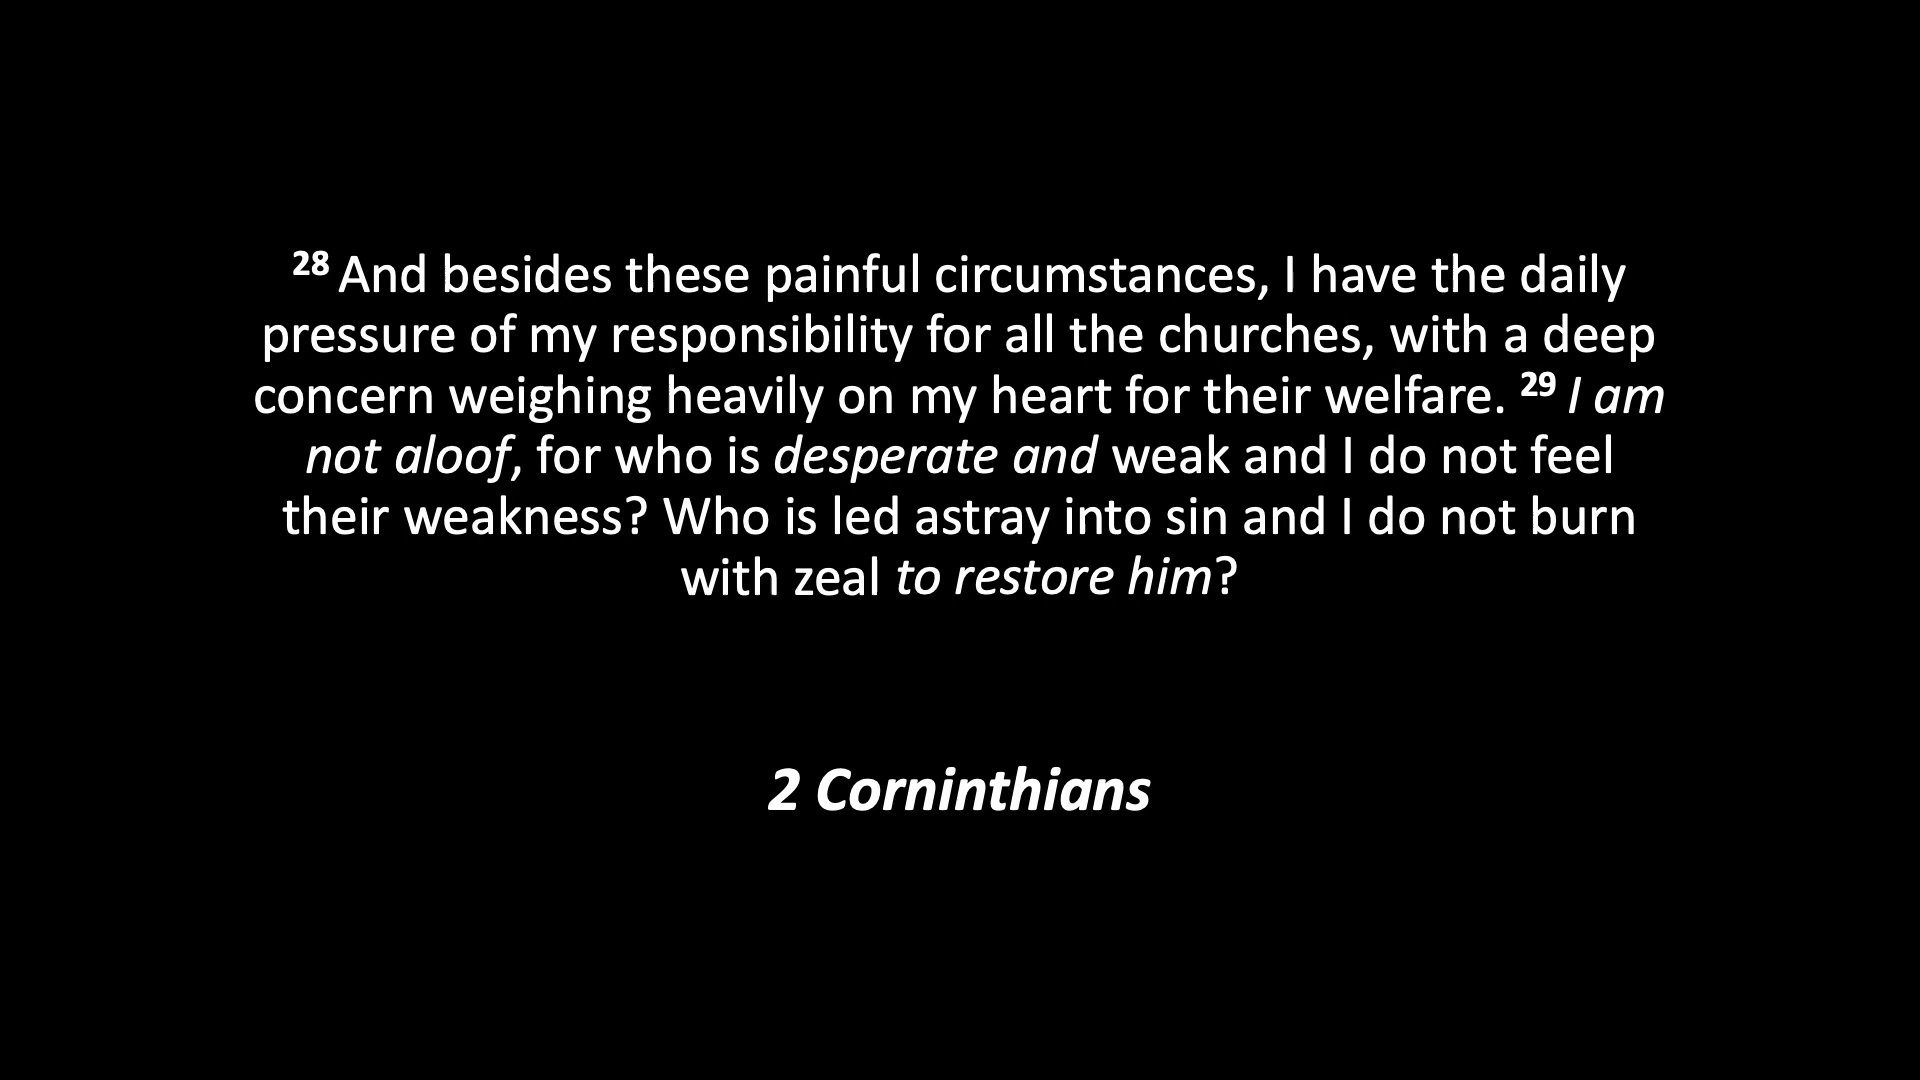 28 And besides these painful circumstances, I have the daily
pressure of my responsibility for all the churches, with a deep
concern weighing heavily on my heart for their welfare. 29 I am
not aloof, for who is desperate and weak and I do not feel
their weakness? Who is led astray into sin and I do not burn
with zeal to restore him?
2 Corninthians